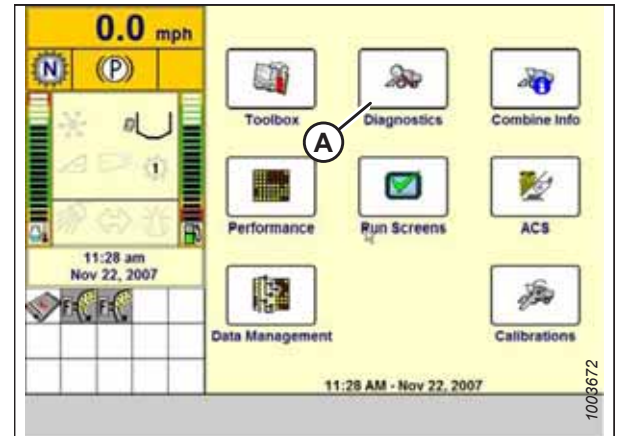 0.0 mph
N (P)
1
11:28 am
Nov 22, 2007
F F
Toolbox Diagnostics Combine Info
A
Performance Run Screens ACS
Data Management Calibrations
11:28 AM - Nov 22, 2007
1003672